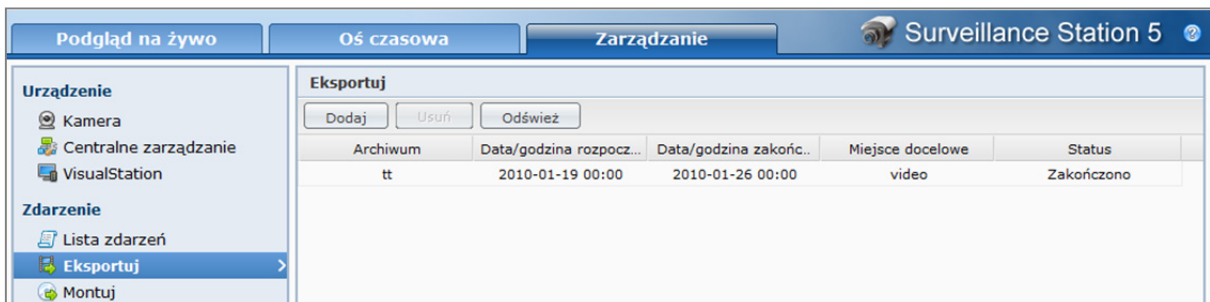 Podgląd na żywo Oś czasowa Zarządzanie Surveillance Station 5 ?
Urządzenie
Kamera
Centralne zarządzanie
VisualStation
Zdarzenie
Lista zdarzeń
Eksportuj
Montuj
Eksportuj
Dodaj Usuń Odśwież
Archiwum Data/godzina rozpocz... Data/godzina zakońc.. Miejsce docelowe Status
tt 2010-01-19 00:00 2010-01-26 00:00 video Zakończono